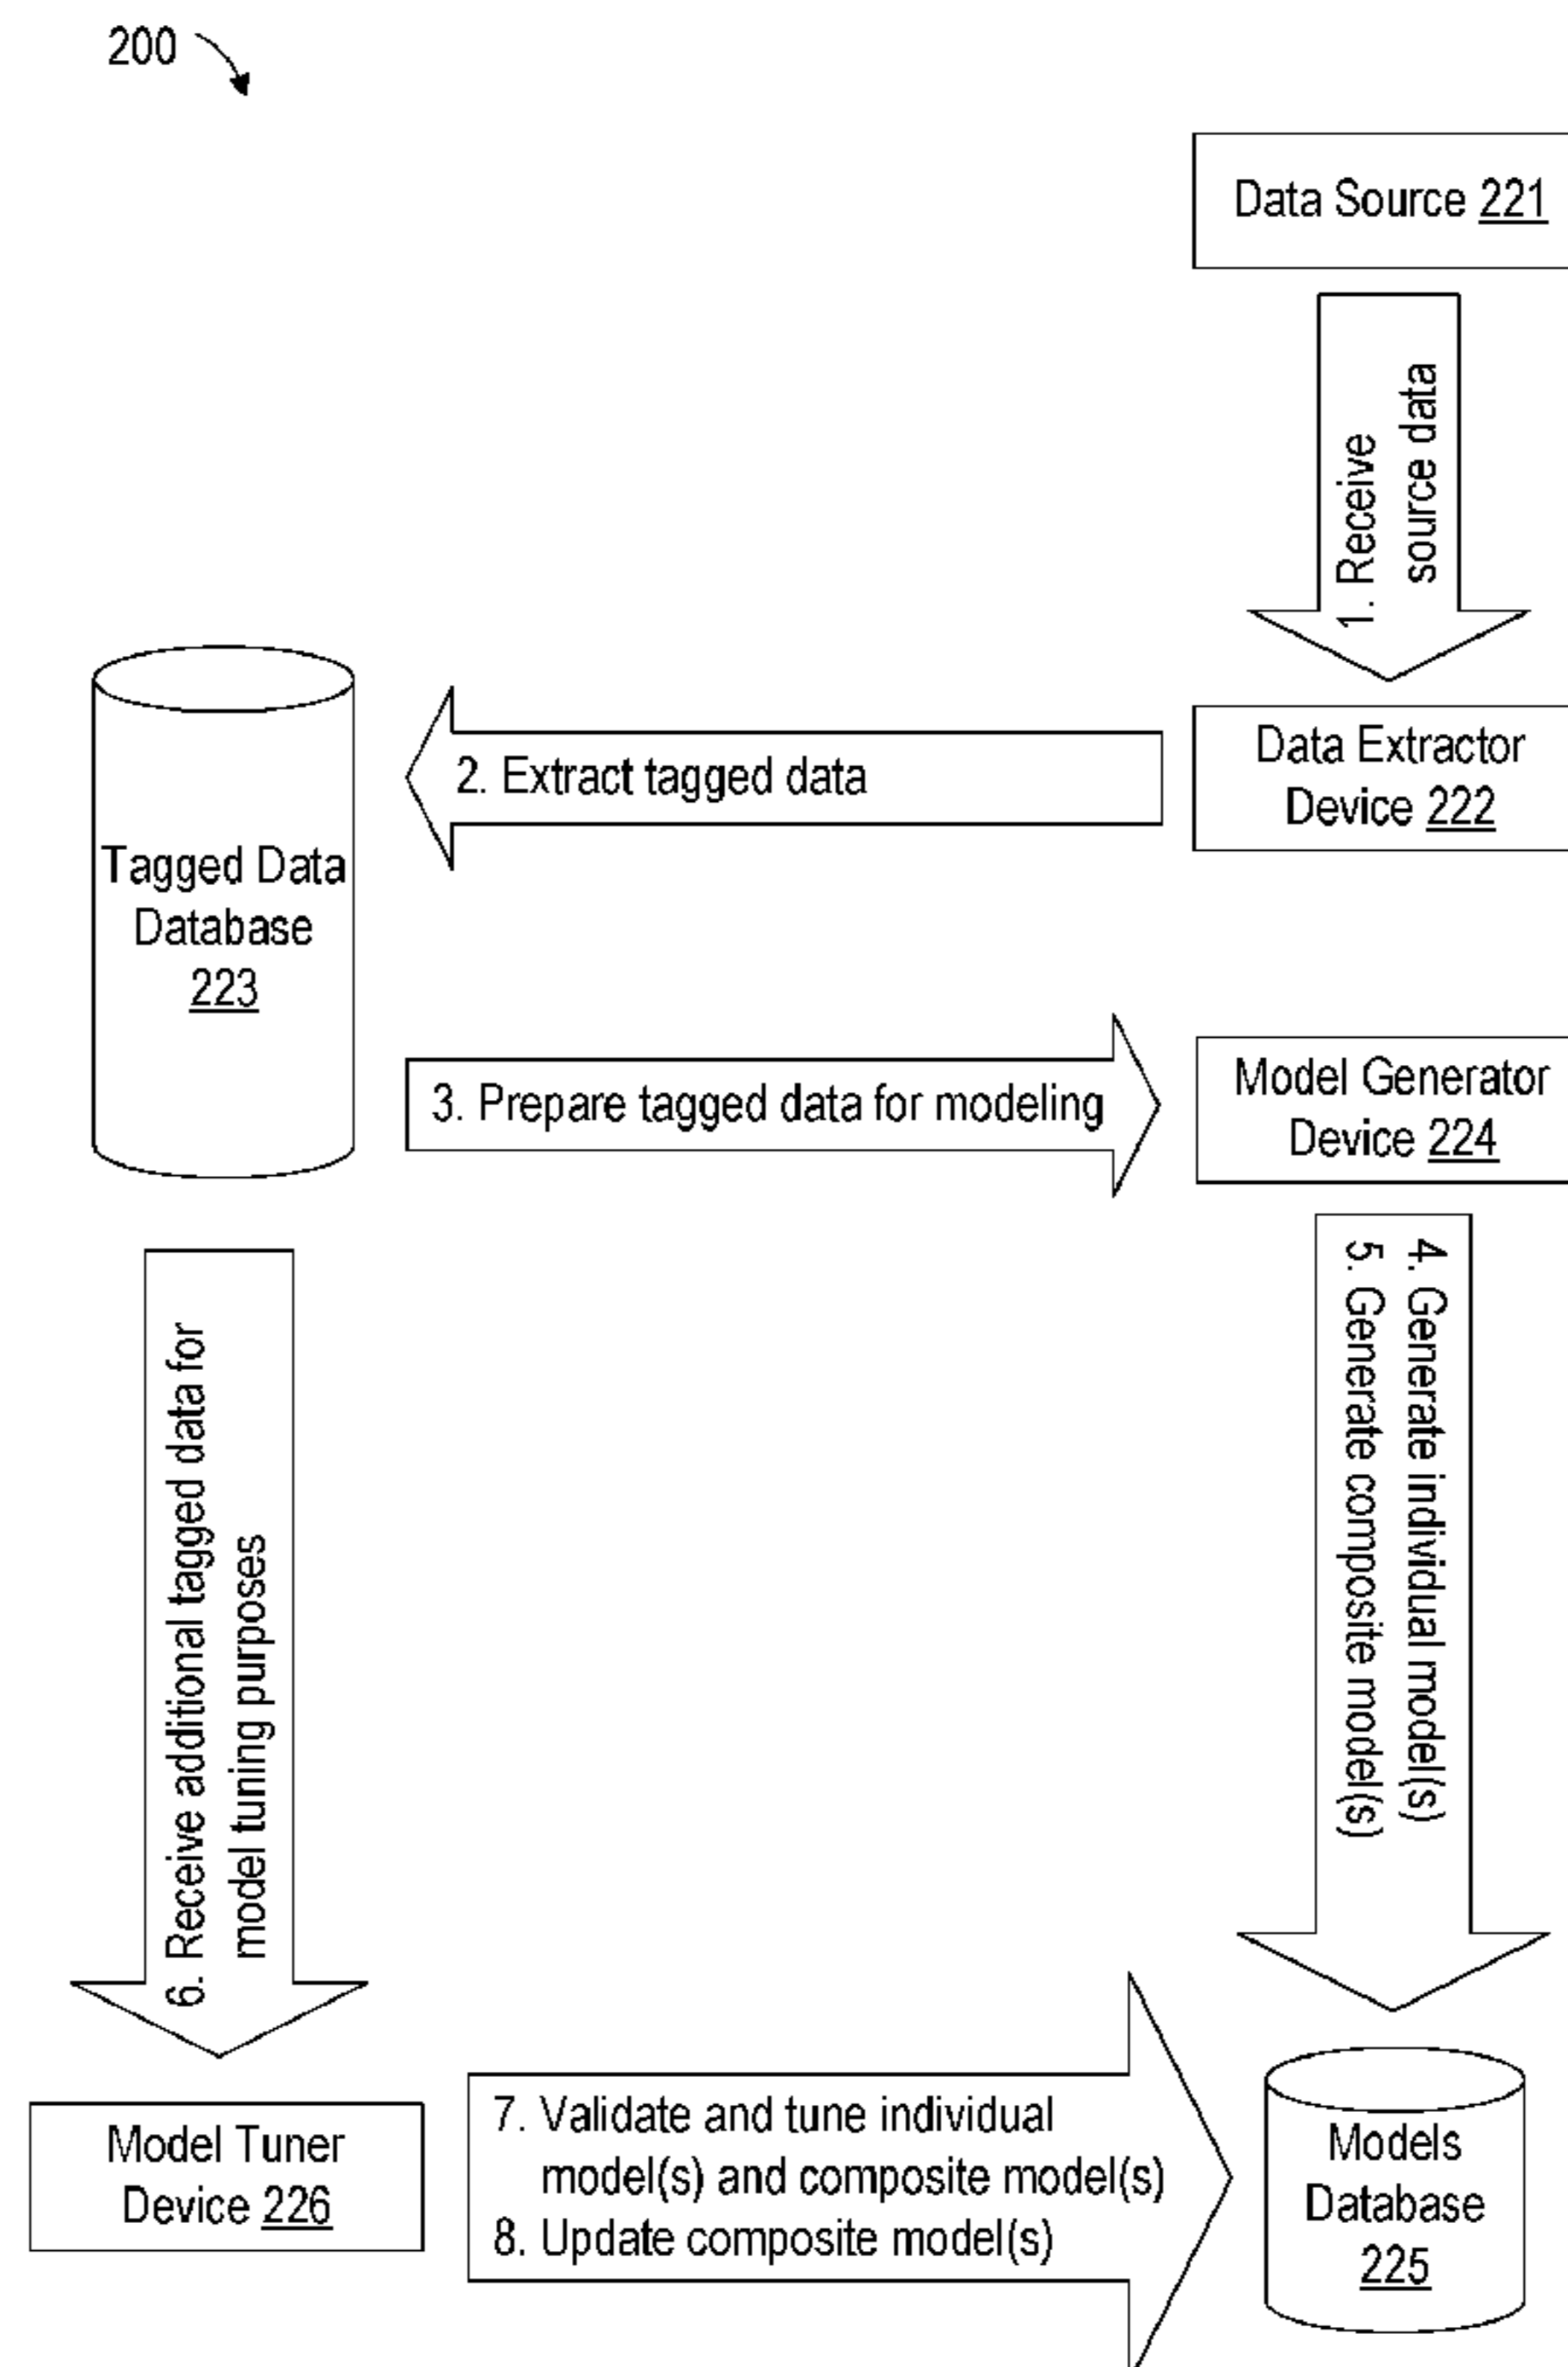 200
Data Source 221
1. Receive
source data
Data Extractor
Device 222
2. Extract tagged data
Tagged Data
Database
223
3. Prepare tagged data for modeling
Model Generator
Device 224
4. Generate individual model(s)
5. Generate composite model(s)
6. Receive additional tagged data for
model tuning purposes
Model Tuner
Device 226
7. Validate and tune individual
model(s) and composite model(s)
8. Update composite model(s)
Models
Database
225